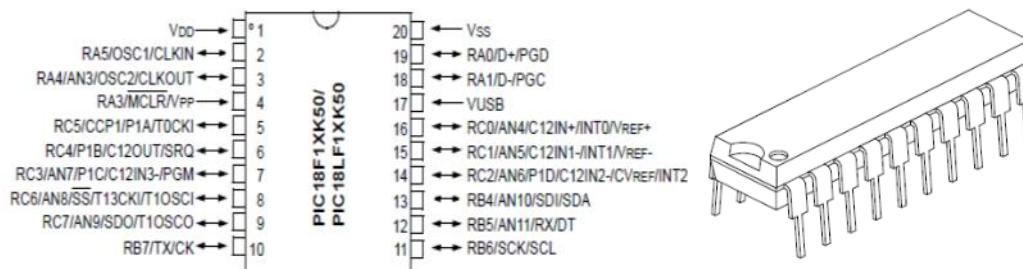 VDD 1
RA5/OSC1/CLKIN 2
RA4/AN3/OSC2/CLKOUT 3
RA3/MCLR/VPP 4
RC5/CCP1/P1A/T0CKI 5
RC4/P1B/C12OUT/SRQ 6
RC3/AN7/P1C/C12IN3-/PGM 7
RC6/AN8/SS/T13CKI/T1OSCI 8
RC7/AN9/SDO/T1OSCO 9
RB7/TX/CK 10
PIC18F1XK50/
PIC18LF1XK50
20 VSS
19 RA0/D+/PGD
18 RA1/D-/PGC
17 VUSB
16 RC0/AN4/C12IN+/INT0/VREF+
15 RC1/AN5/C12IN1-/INT1/VREF-
14 RC2/AN6/P1D/C12IN2-/CVREF/INT2
13 RB4/AN10/SDI/SDA
12 RB5/AN11/RX/DT
11 RB6/SCK/SCL